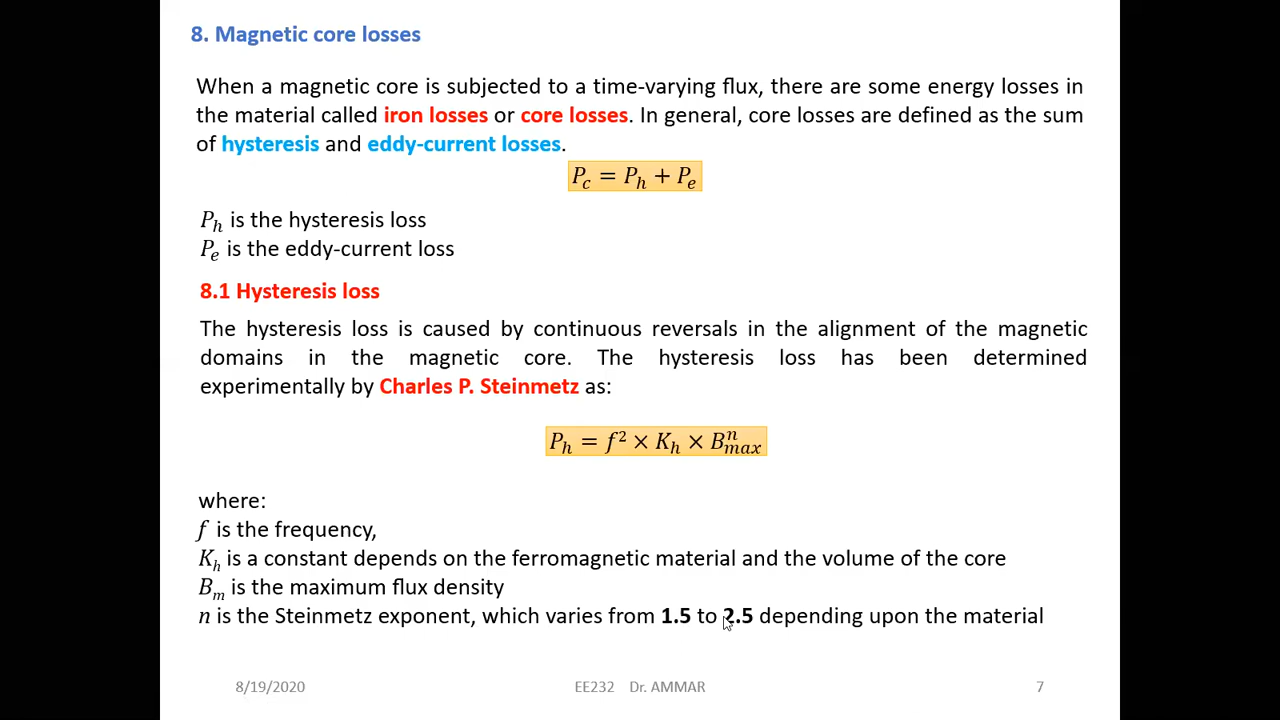 8. Magnetic core losses
When a magnetic core is subjected to a time-varying flux, there are some energy losses in
the material called iron losses or core losses. In general, core losses are defined as the sum
of hysteresis and eddy-current losses.
P_c = P_h + P_e
P_h is the hysteresis loss
P_e is the eddy-current loss
8.1 Hysteresis loss
The hysteresis loss is caused by continuous reversals in the alignment of the magnetic
domains in the magnetic core. The hysteresis loss has been determined
experimentally by Charles P. Steinmetz as:
P_h = f² × K_h × B_max^n
where:
f is the frequency,
K_h is a constant depends on the ferromagnetic material and the volume of the core
B_m is the maximum flux density
n is the Steinmetz exponent, which varies from 1.5 to 2.5 depending upon the material
8/19/2020 EE232 Dr. AMMAR 7